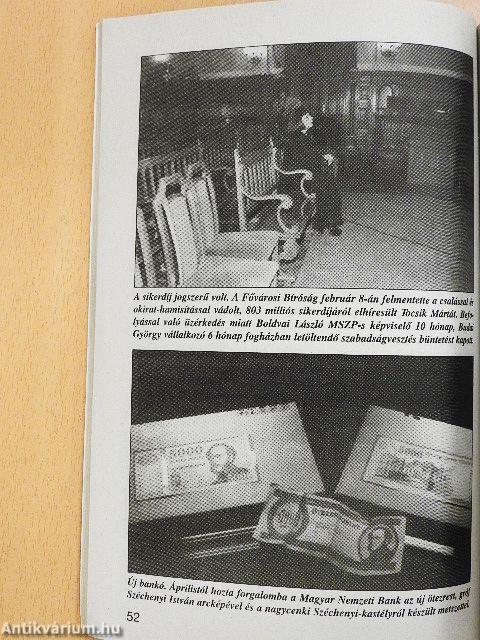 A sikerdíj jogszerű volt. A Fővárosi Bíróság február 8-án felmentette a csalással és
okirat-hamisítással vádolt, 803 milliós sikerdíjáról elhíresült Tocsik Mártát. Befo-
lyással való üzérkedés miatt Boldvai László MSZP-s képviselő 10 hónap, Budai
György vállalkozó 6 hónap fogházban letöltendő szabadságvesztés büntetést kapott.
5000
Új bankó. Áprilistól hozta forgalomba a Magyar Nemzeti Bank az új ötezrest, gróf
Széchenyi István arcképével és a nagycenki Széchenyi-kastélyról készült metszettel.
52
Antikvárium.hu